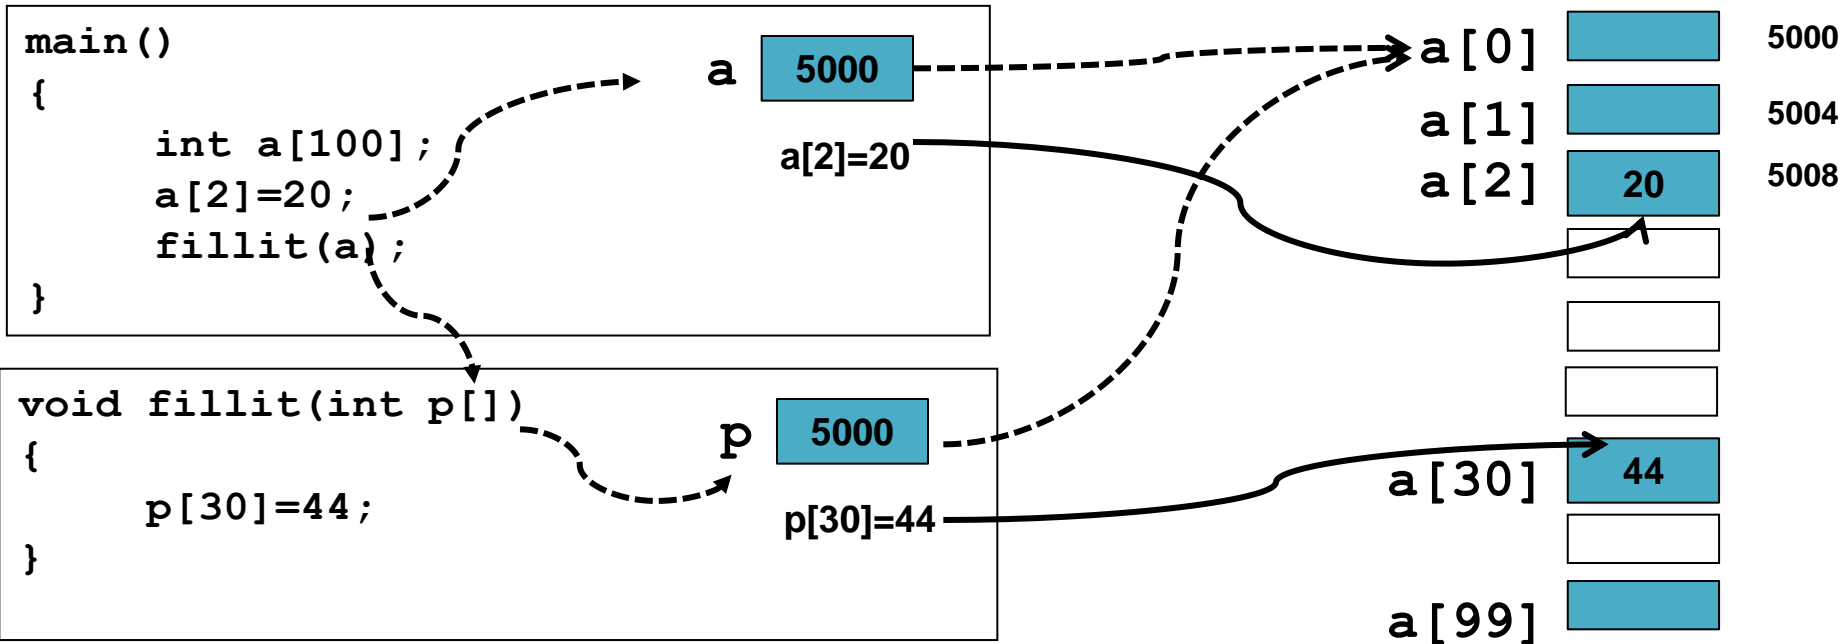 main()
{
int a[100];
a[2]=20;
fillit(a);
}
a 5000
a[2]=20
void fillit(int p[])
{
p[30]=44;
}
p 5000
p[30]=44
a[0] 5000
a[1] 5004
a[2] 20 5008
a[30] 44
a[99]